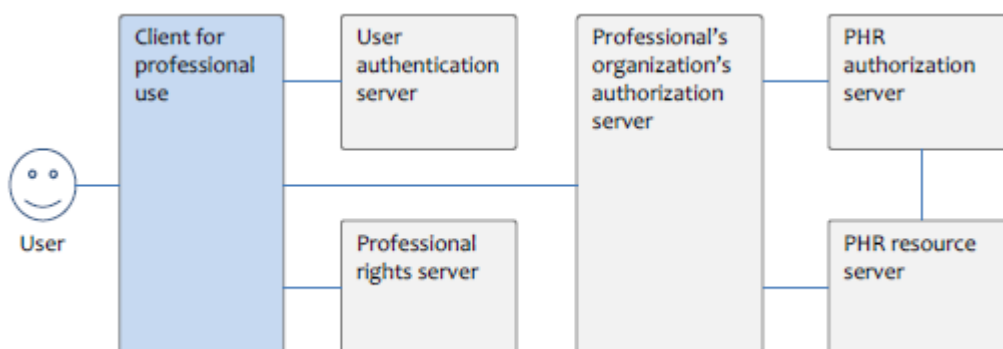 Client for
professional
use
User
authentication
server
Professional's
organization's
authorization
server
PHR
authorization
server
User
Professional
rights server
PHR resource
server